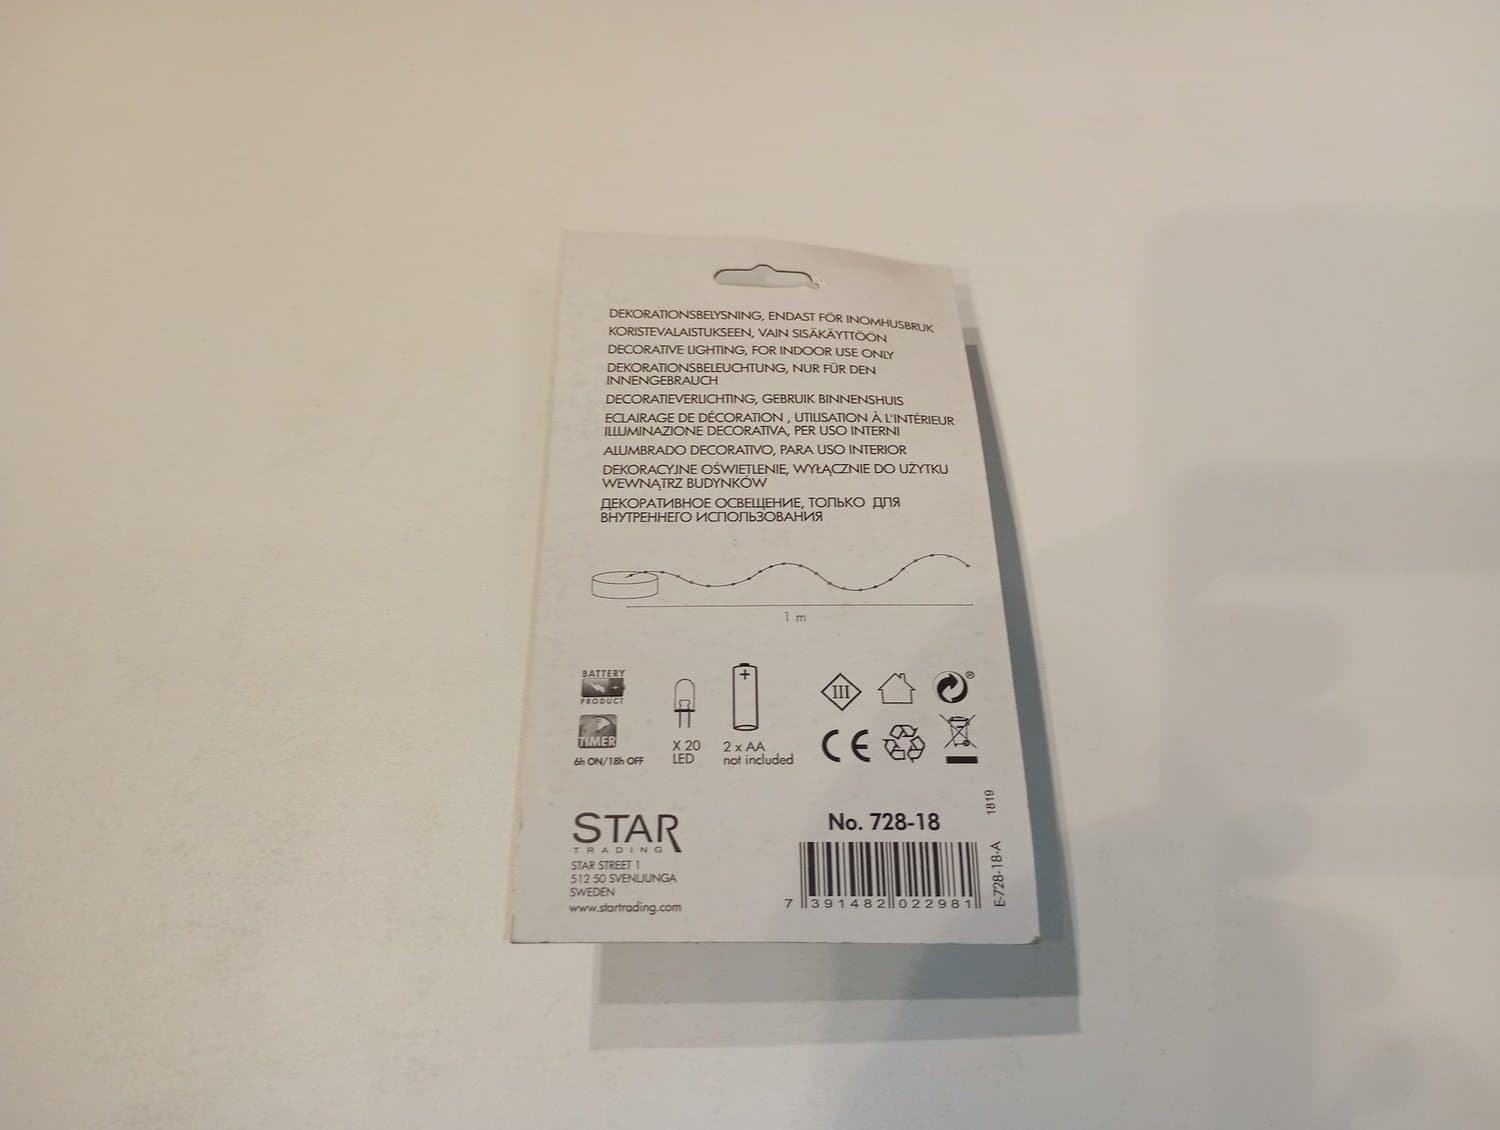 DEKORATIONSBELYSNING, ENDAST FÖR INOMHUSBRUK
KORISTEVALAISTUKSEEN, VAIN SISÄKÄYTTÖÖN
DECORATIVE LIGHTING, FOR INDOOR USE ONLY
DEKORATIONSBELEUCHTUNG, NUR FÜR DEN
INNENGEBRAUCH
DECORATIEVERLICHTING, GEBRUIK BINNENSHUIS
ECLAIRAGE DE DÉCORATION , UTILISATION À L'INTÉRIEUR
ILLUMINAZIONE DECORATIVA, PER USO INTERNI
ALUMBRADO DECORATIVO, PARA USO INTERIOR
DEKORACYJNE OŚWIETLENIE, WYŁĄCZNIE DO UŻYTKU
WEWNĄTRZ BUDYNKÓW
ДЕКОРАТИВНОЕ ОСВЕЩЕНИЕ, ТОЛЬКО ДЛЯ
ВНУТРЕННЕГО ИСПОЛЬЗОВАНИЯ
1 m
BATTERY
PRODUCT
TIMER
6h ON/18h OFF
X 20
LED
+
2 x AA
not included
III
®
CE
1819
STAR
TRADING
STAR STREET 1
512 50 SVENLJUNGA
SWEDEN
www.startrading.com
No. 728-18
7 391482 022981
E-728-18-A